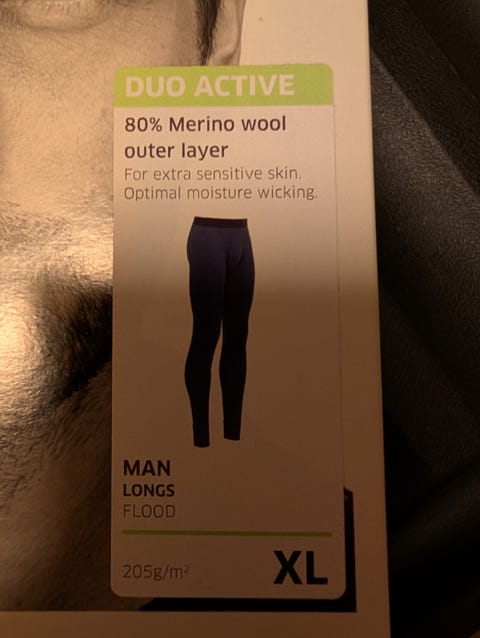 DUO ACTIVE
80% Merino wool
outer layer
For extra sensitive skin.
Optimal moisture wicking.
MAN
LONGS
FLOOD
205g/m²
XL